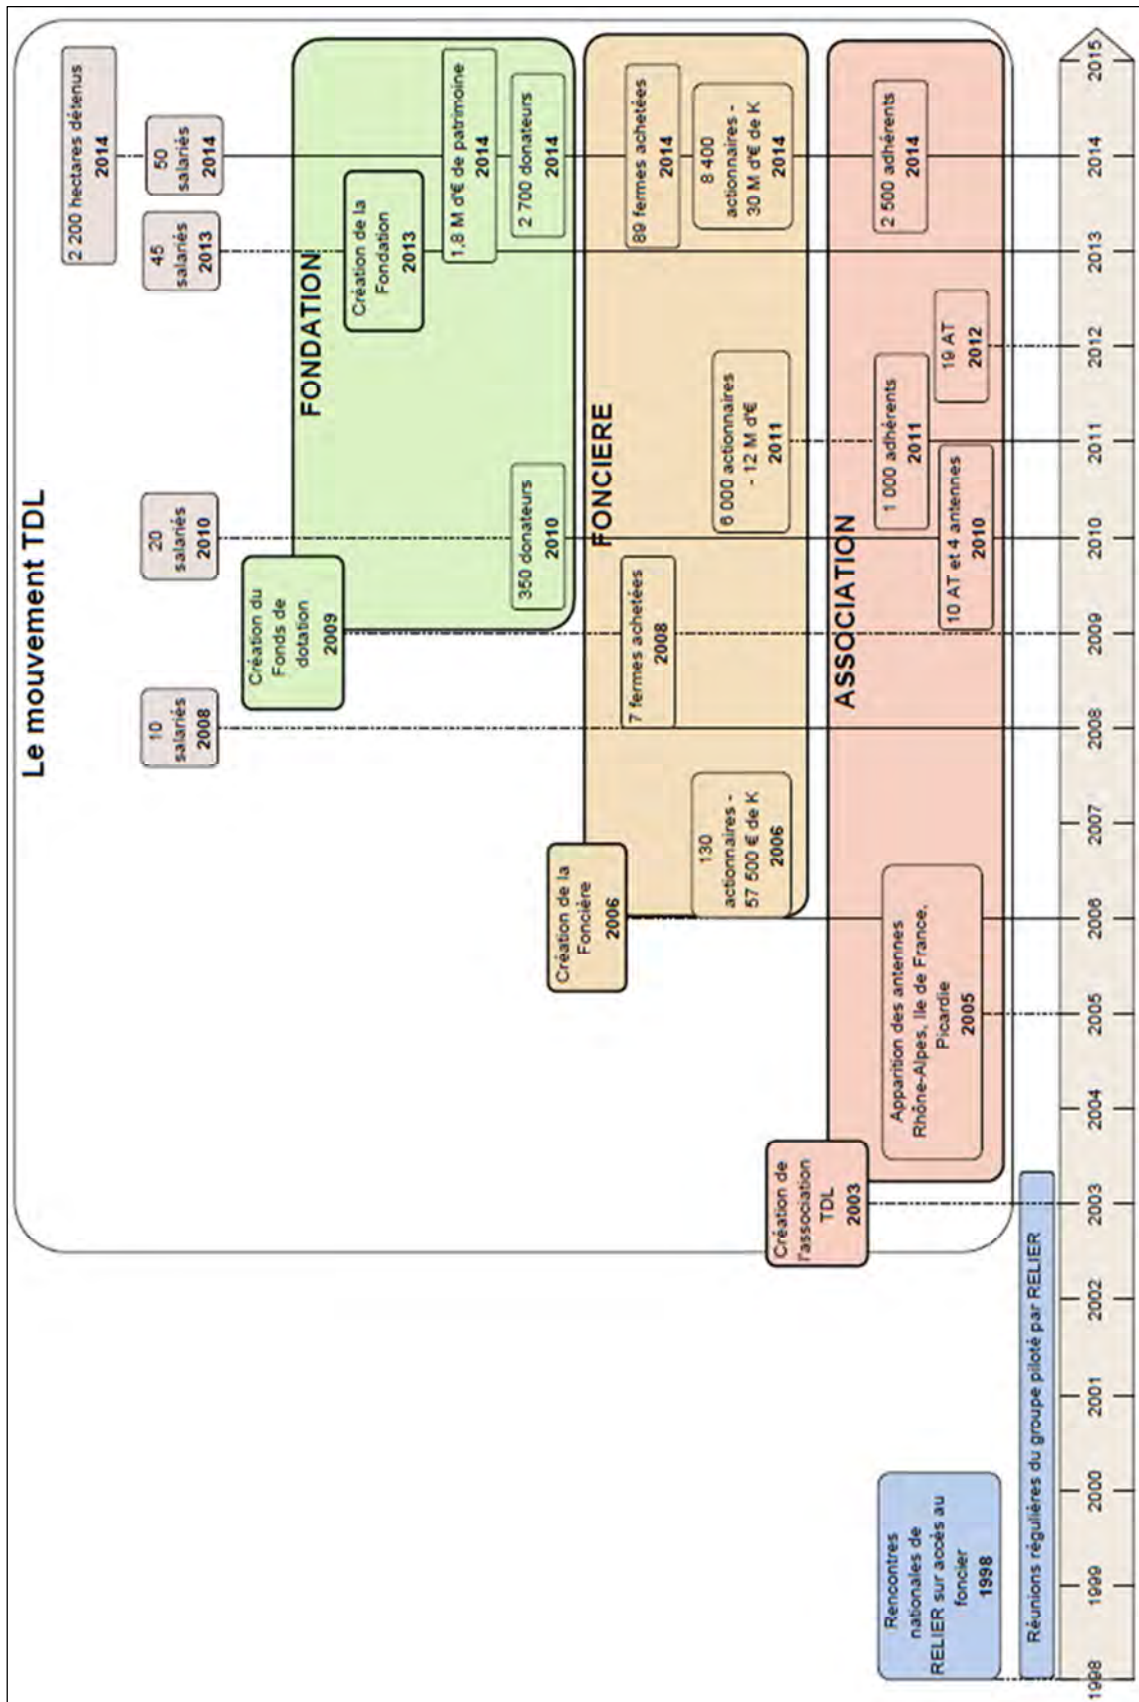 Le mouvement TDL
2 200 hectares détenus
2014
10
salariés
2008
20
salariés
2010
45
salariés
2013
50
salariés
2014
Création du
Fonds de
dotation
2009
FONDATION
Création de la
Fondation
2013
1,8 M d'€ de patrimoine
2014
350 donateurs
2010
2 700 donateurs
2014
Création de la
Foncière
2006
FONCIERE
7 fermes achetées
2008
89 fermes achetées
2014
130
actionnaires -
57 500 € de K
2006
6 000 actionnaires
- 12 M d'€
2011
8 400
actionnaires -
30 M d'€ de K
2014
Création de
l'association
TDL
2003
ASSOCIATION
Apparition des antennes
Rhône-Alpes, Ile de France,
Picardie
2005
1 000 adhérents
2011
2 500 adhérents
2014
10 AT et 4 antennes
2010
19 AT
2012
Rencontres
nationales de
RELIER sur accès au
foncier
1998
Réunions régulières du groupe piloté par RELIER
1998 1999 2000 2001 2002 2003 2004 2005 2006 2007 2008 2009 2010 2011 2012 2013 2014 2015